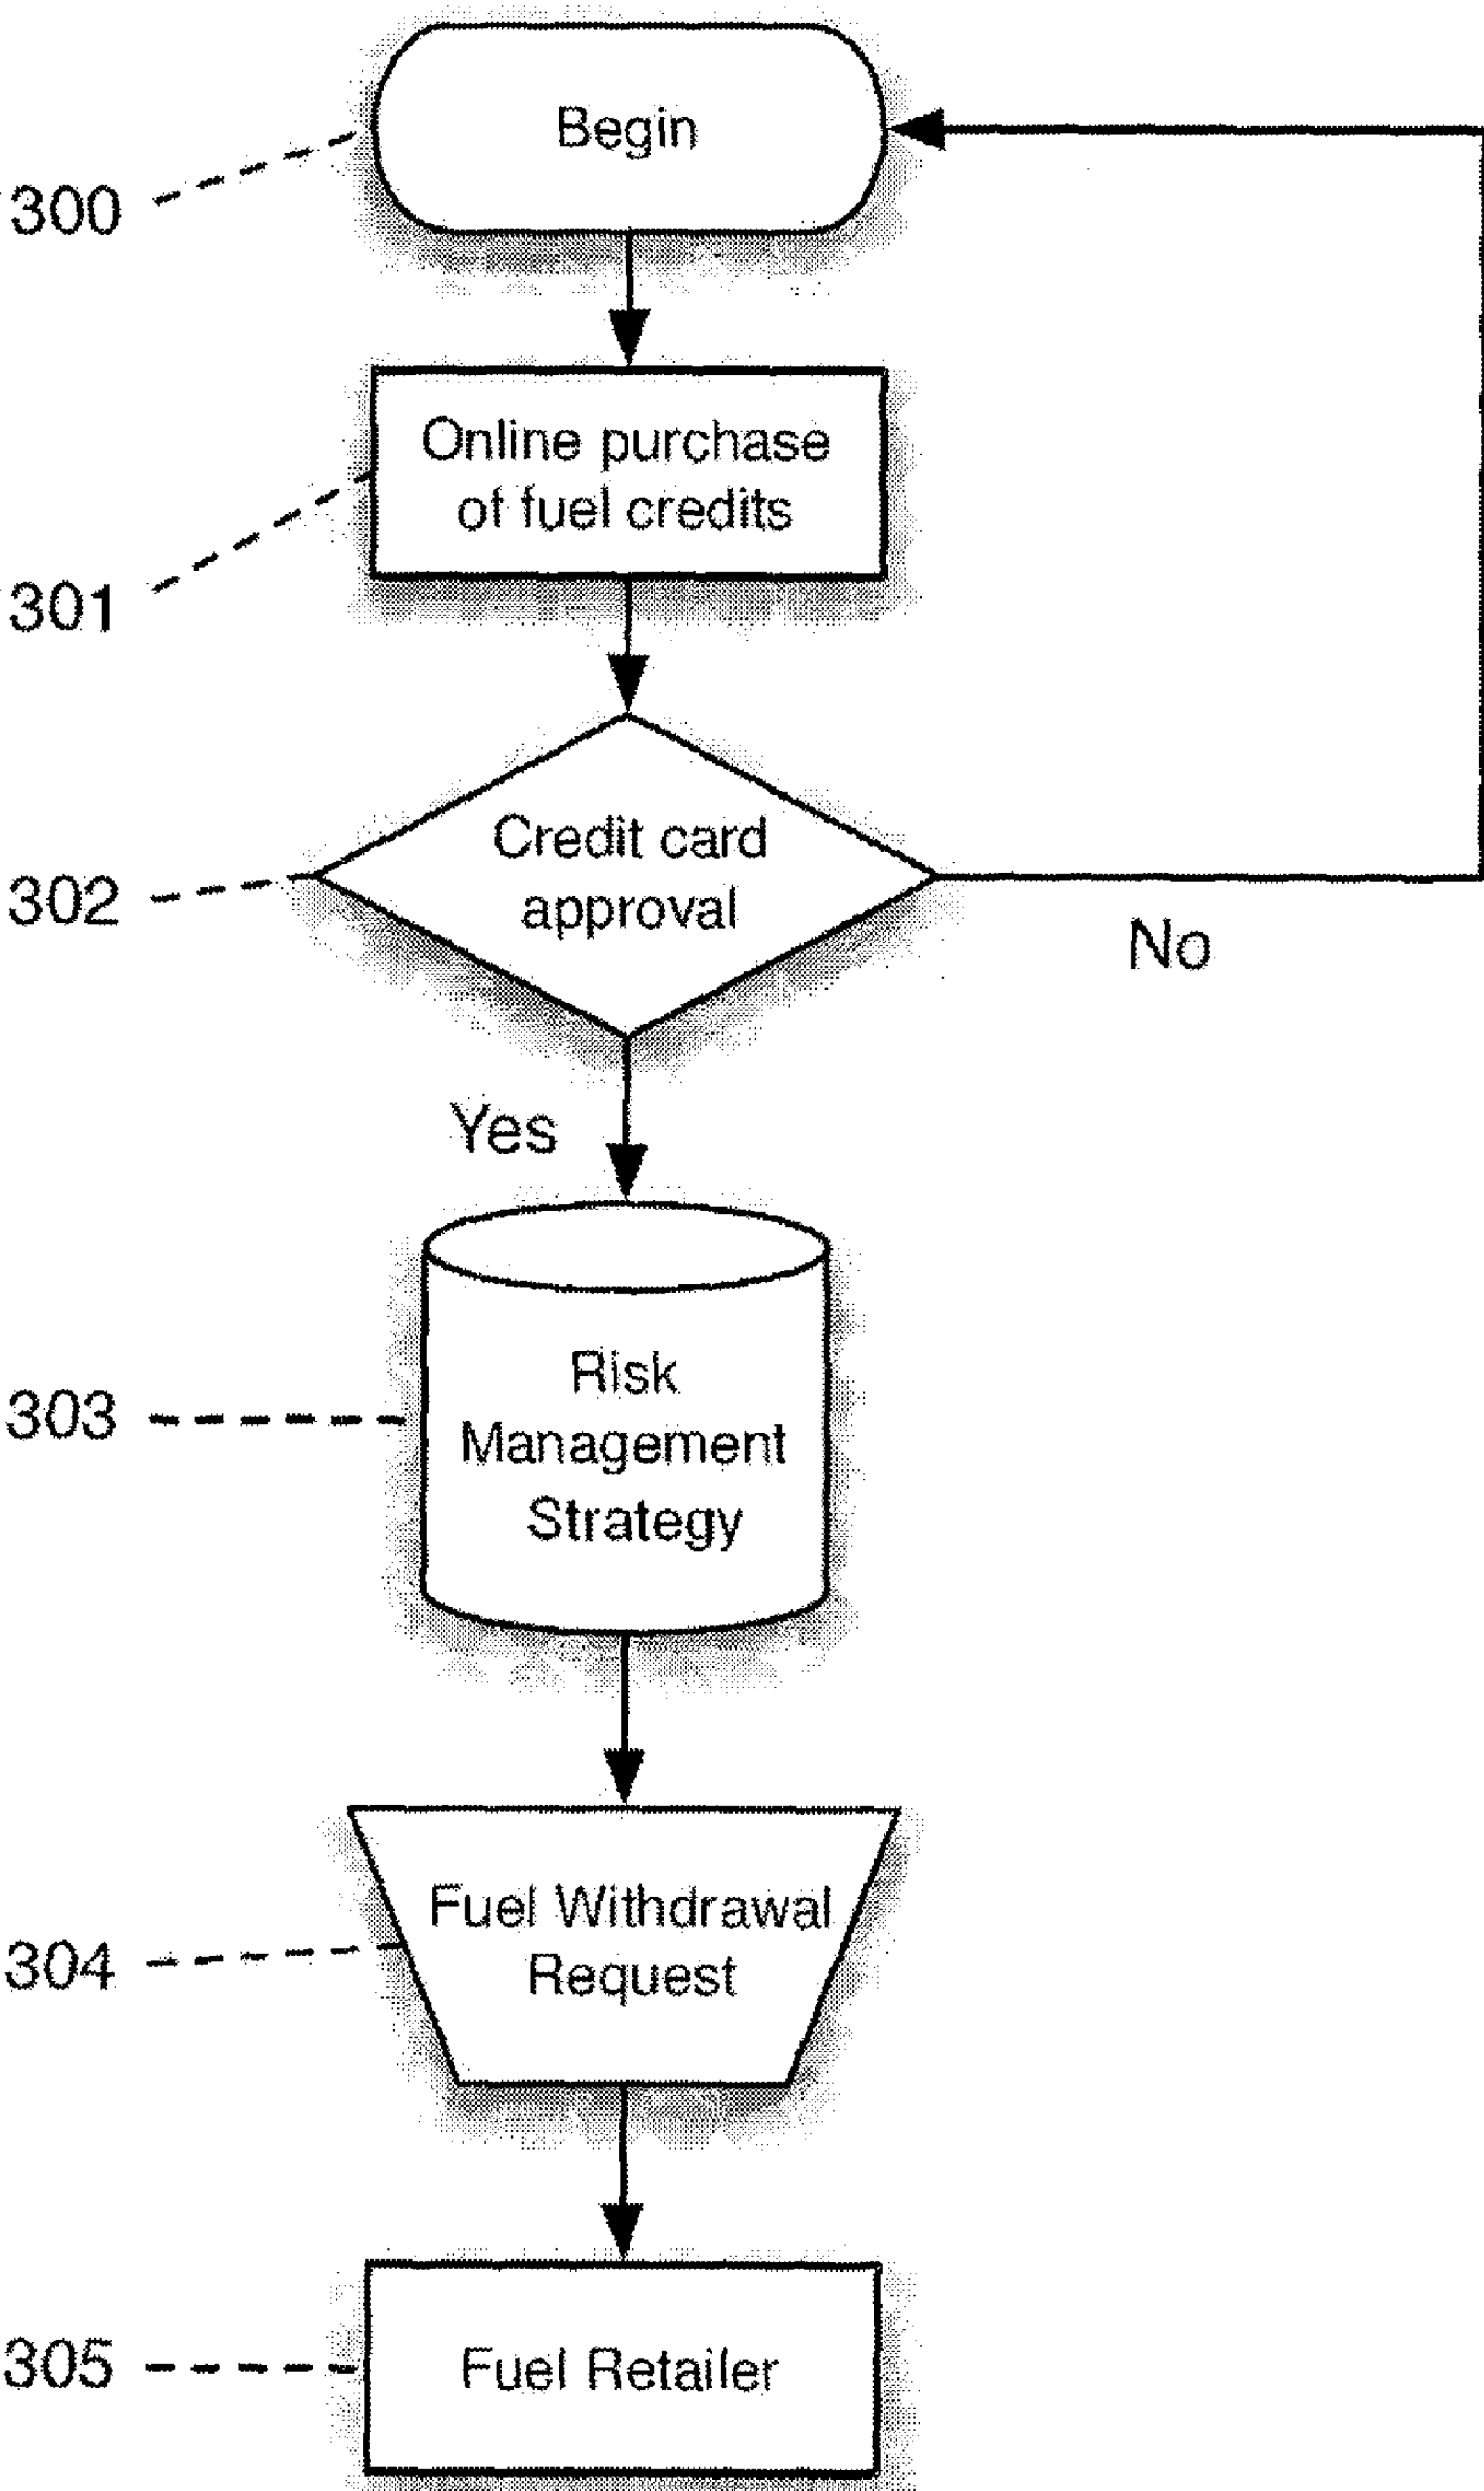 Begin
300
Online purchase
of fuel credits
301
Credit card
approval
302
No
Yes
Risk
Management
Strategy
303
Fuel Withdrawal
Request
304
Fuel Retailer
305